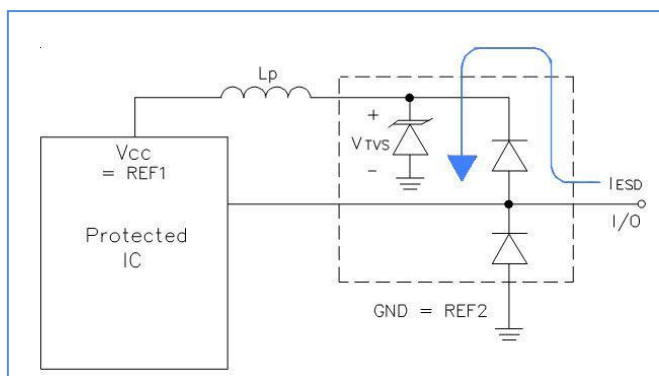 Lp
+
VTVS
-
VCC
= REF1
Protected
IC
IESD
I/O
GND = REF2